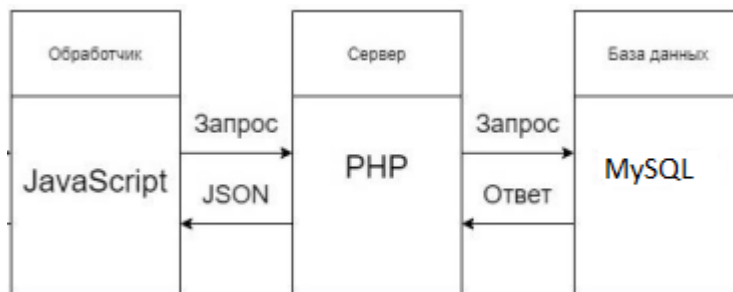 Обработчик
Сервер
База данных
Запрос
Запрос
JavaScript
PHP
MySQL
JSON
Ответ